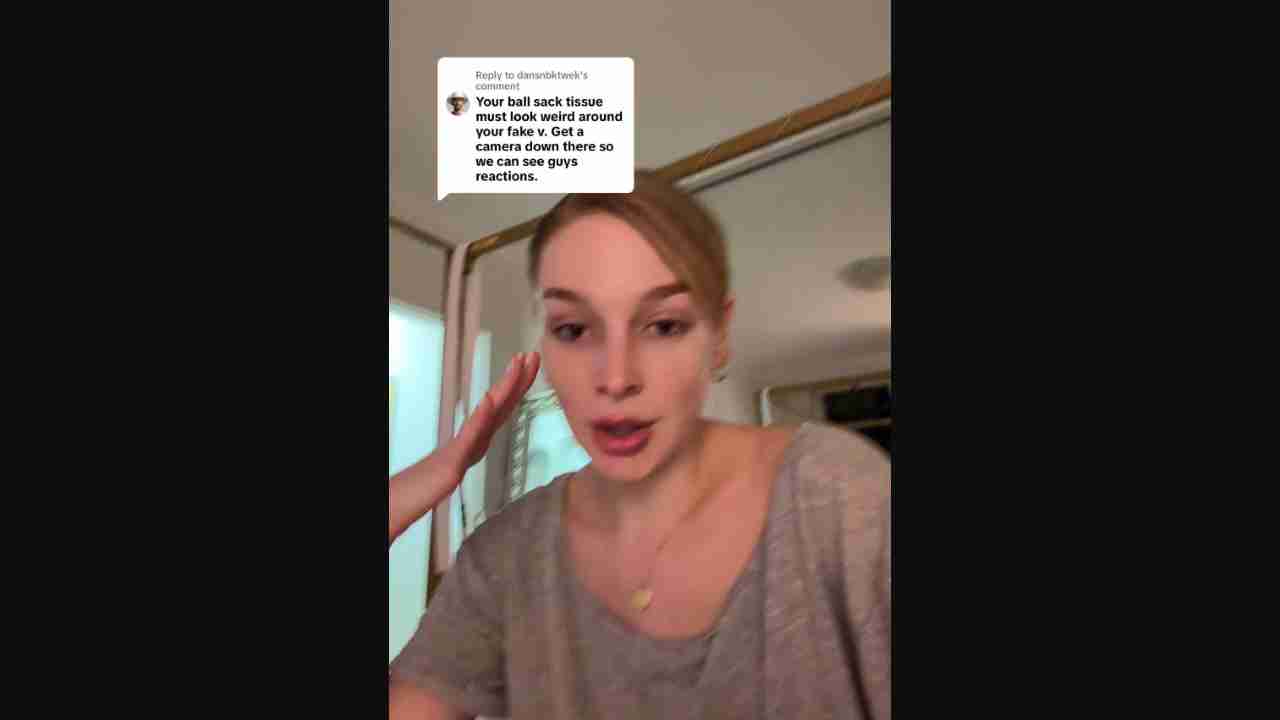 Reply to dansnbktwek's
comment
Your ball sack tissue
must look weird around
your fake v. Get a
camera down there so
we can see guys
reactions.